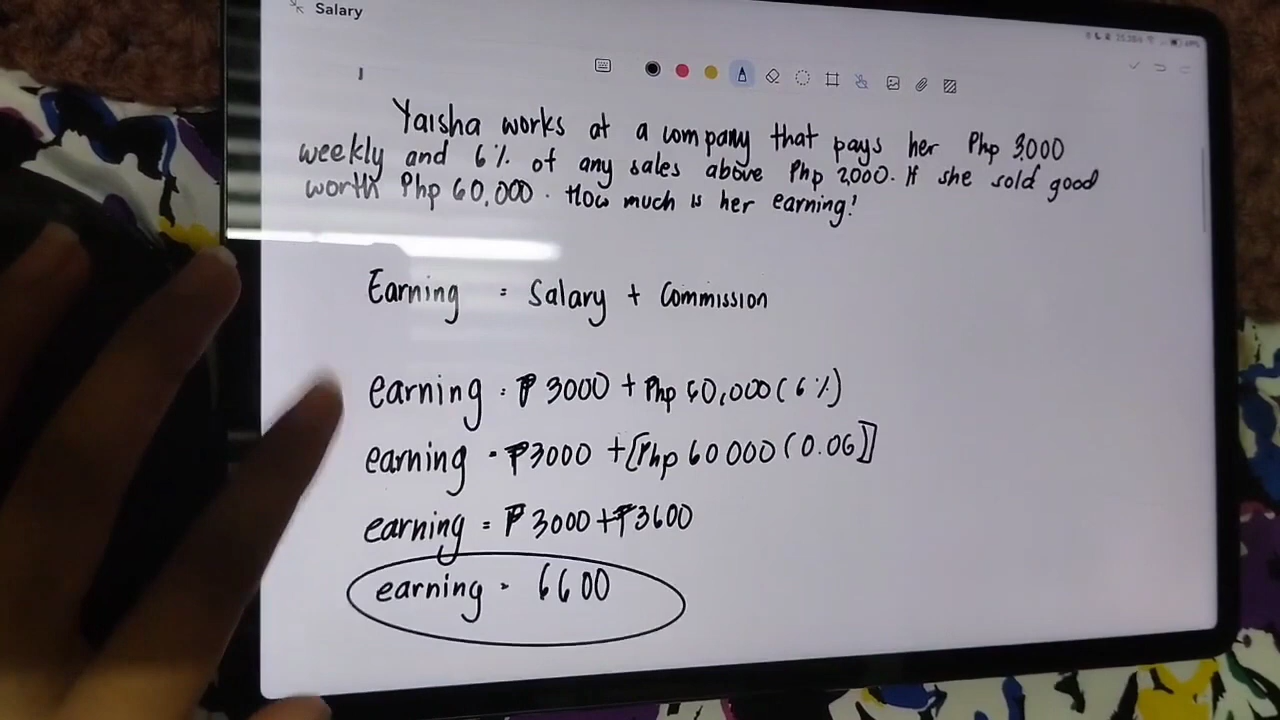 Salary
Yaisha works at a company that pays her Php 3000
weekly and 6% of any sales above Php 2,000. If she sold good
worth Php 60,000. How much is her earning?
Earning = Salary + Commission
earning = ₱ 3000 + Php 60,000 (6%)
earning = ₱3000 + [Php 60000 (0.06]]
earning = ₱ 3000 + ₱3600
earning = 6600